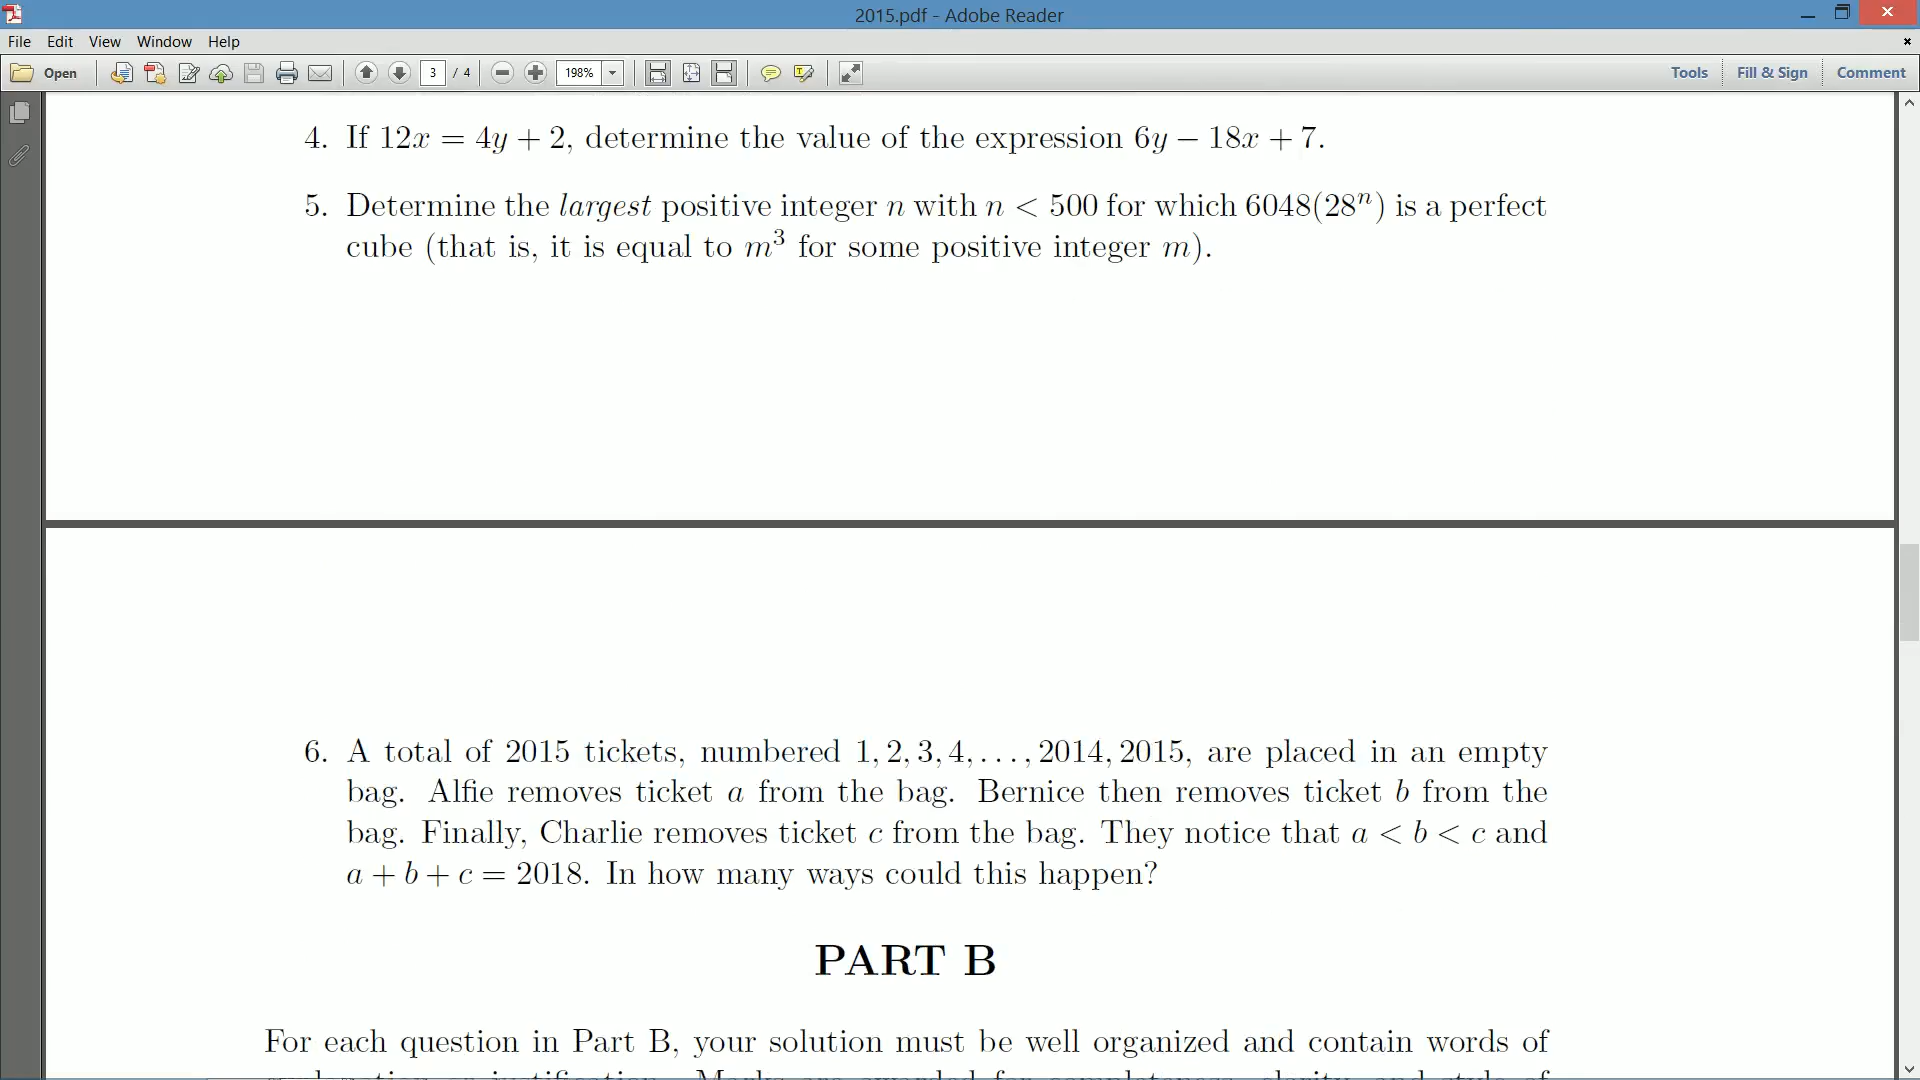 2015.pdf - Adobe Reader
File Edit View Window Help
Open 3 / 4 198% Tools Fill & Sign Comment
4. If 12x = 4y + 2, determine the value of the expression 6y − 18x + 7.
5. Determine the largest positive integer n with n < 500 for which 6048(28ⁿ) is a perfect
cube (that is, it is equal to m³ for some positive integer m).
6. A total of 2015 tickets, numbered 1, 2, 3, 4, . . . , 2014, 2015, are placed in an empty
bag. Alfie removes ticket a from the bag. Bernice then removes ticket b from the
bag. Finally, Charlie removes ticket c from the bag. They notice that a < b < c and
a + b + c = 2018. In how many ways could this happen?
PART B
For each question in Part B, your solution must be well organized and contain words of